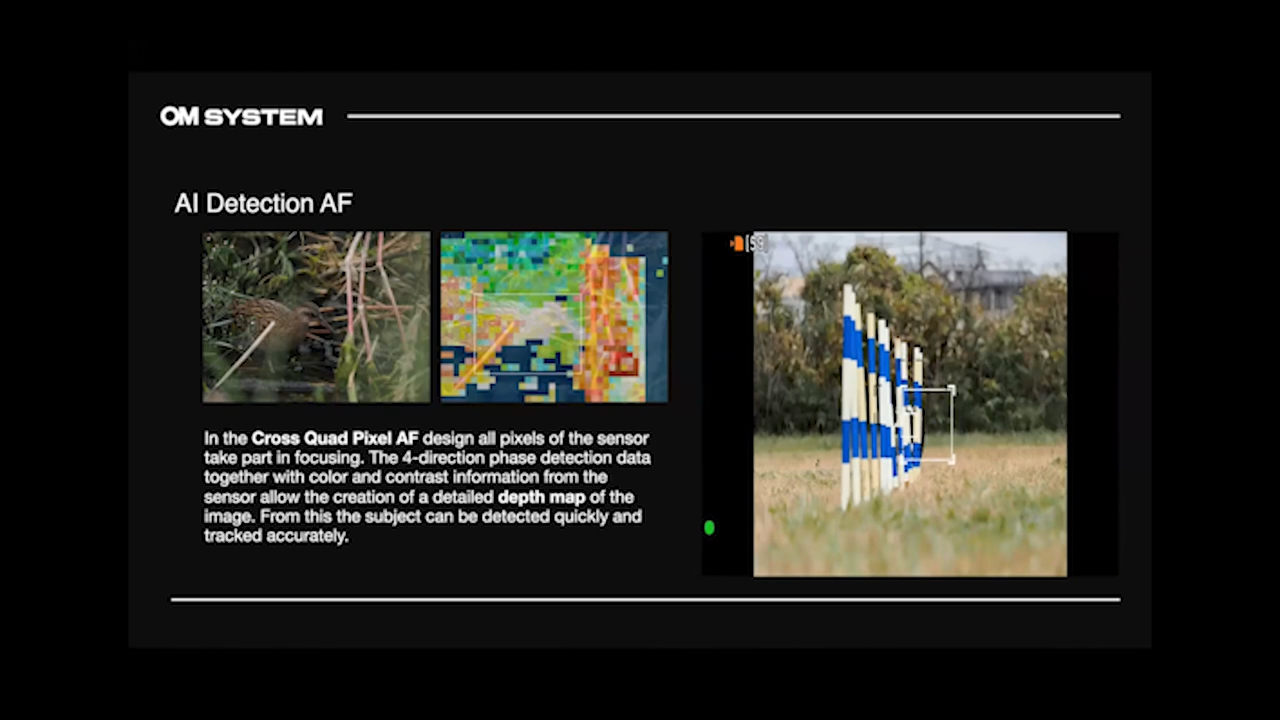 OM SYSTEM
AI Detection AF
[59
In the Cross Quad Pixel AF design all pixels of the sensor
take part in focusing. The 4-direction phase detection data
together with color and contrast information from the
sensor allow the creation of a detailed depth map of the
image. From this the subject can be detected quickly and
tracked accurately.